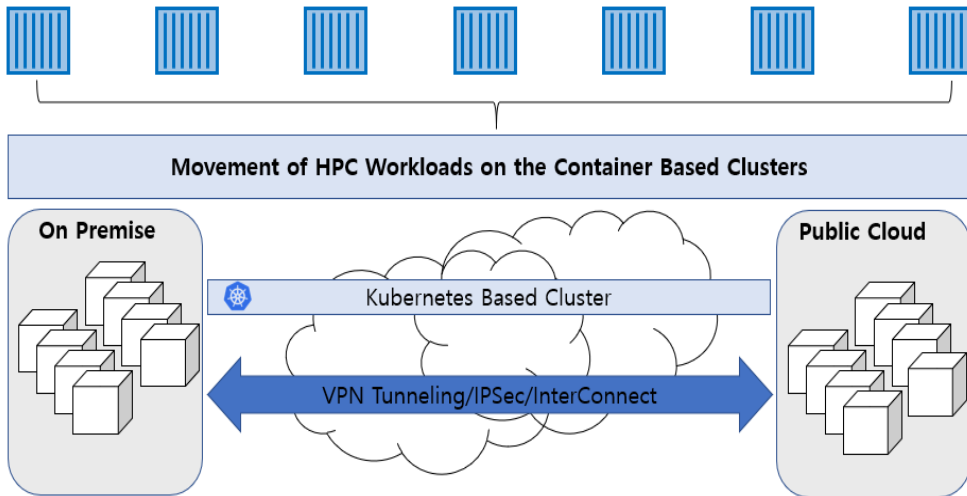 Movement of HPC Workloads on the Container Based Clusters
On Premise
Public Cloud
Kubernetes Based Cluster
VPN Tunneling/IPSec/InterConnect